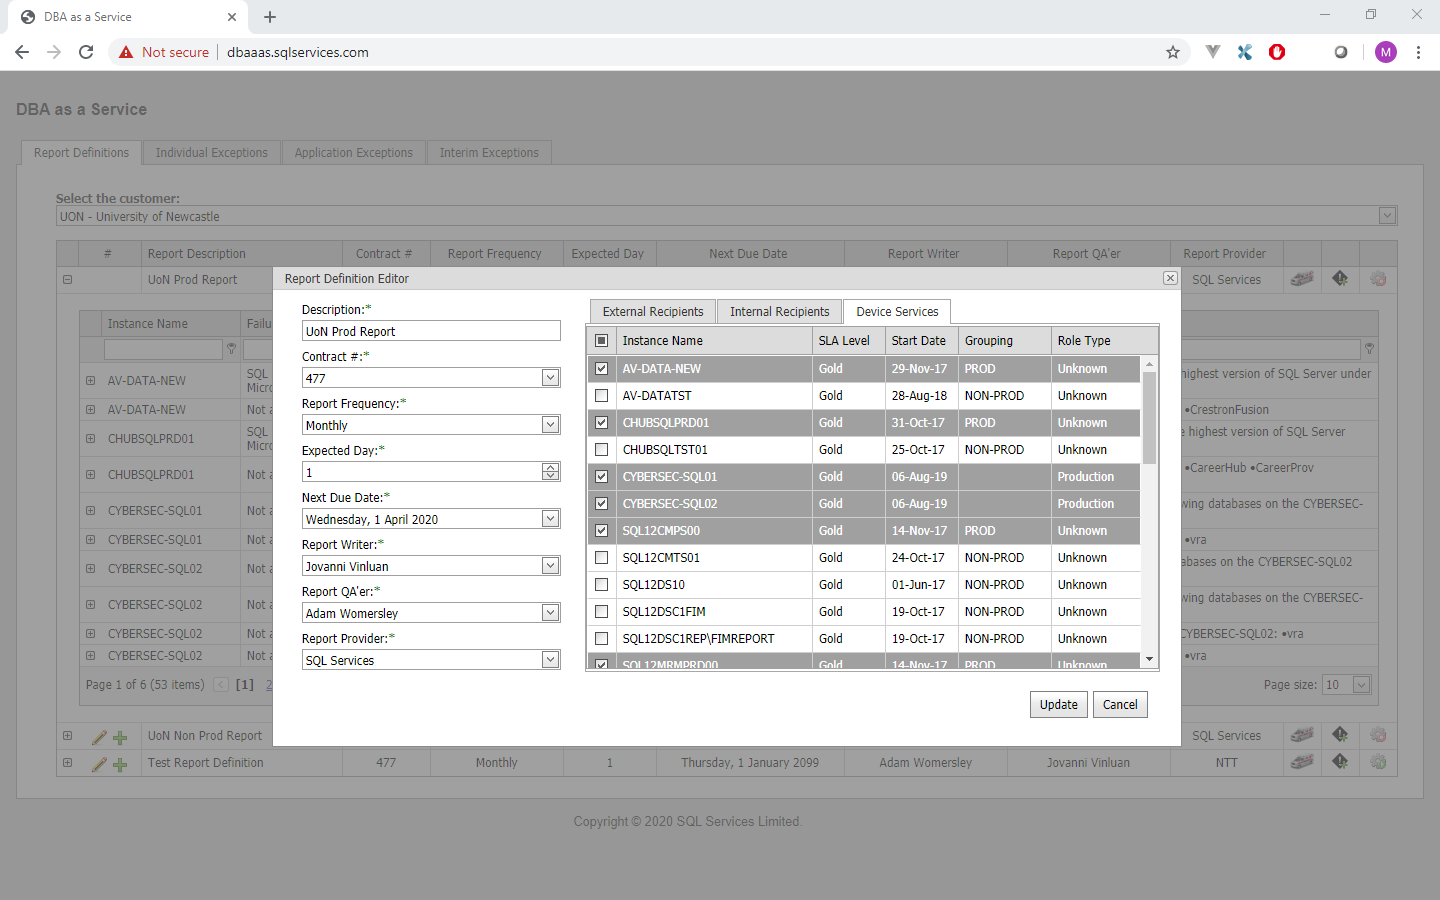 DBA as a Service
Not secure
dbaaas.sqlservices.com
M
DBA as a Service
Report Definitions
Individual Exceptions
Application Exceptions
Interim Exceptions
Select the customer:
UON - University of Newcastle
# Report Description Contract # Report Frequency Expected Day Next Due Date Report Writer Report QA'er Report Provider
UoN Prod Report SQL Services
Instance Name Failu
AV-DATA-NEW SQL Micro highest version of SQL Server under
AV-DATA-NEW Not a •CrestronFusion
CHUBSQLPRD01 SQL Micro e highest version of SQL Server
CHUBSQLPRD01 Not a •CareerHub •CareerProv
CYBERSEC-SQL01 Not a wing databases on the CYBERSEC-
CYBERSEC-SQL01 Not a •vra
CYBERSEC-SQL02 Not a abases on the CYBERSEC-SQL02
CYBERSEC-SQL02 Not a wing databases on the CYBERSEC-
CYBERSEC-SQL02 Not a CYBERSEC-SQL02: •vra
CYBERSEC-SQL02 Not a •vra
Page 1 of 6 (53 items) [1] 2 Page size: 10
UoN Non Prod Report SQL Services
Test Report Definition 477 Monthly 1 Thursday, 1 January 2099 Adam Womersley Jovanni Vinluan NTT
Report Definition Editor
Description:*
UoN Prod Report
Contract #:*
477
Report Frequency:*
Monthly
Expected Day:*
1
Next Due Date:*
Wednesday, 1 April 2020
Report Writer:*
Jovanni Vinluan
Report QA'er:*
Adam Womersley
Report Provider:*
SQL Services
External Recipients
Internal Recipients
Device Services
Instance Name SLA Level Start Date Grouping Role Type
AV-DATA-NEW Gold 29-Nov-17 PROD Unknown
AV-DATATST Gold 28-Aug-18 NON-PROD Unknown
CHUBSQLPRD01 Gold 31-Oct-17 PROD Unknown
CHUBSQLTST01 Gold 25-Oct-17 NON-PROD Unknown
CYBERSEC-SQL01 Gold 06-Aug-19 Production
CYBERSEC-SQL02 Gold 06-Aug-19 Production
SQL12CMPS00 Gold 14-Nov-17 PROD Unknown
SQL12CMTS01 Gold 24-Oct-17 NON-PROD Unknown
SQL12DS10 Gold 01-Jun-17 NON-PROD Unknown
SQL12DSC1FIM Gold 19-Oct-17 NON-PROD Unknown
SQL12DSC1REP\FIMREPORT Gold 19-Oct-17 NON-PROD Unknown
SQL12MRMPRD00 Gold 14-Nov-17 PROD Unknown
Update
Cancel
Copyright © 2020 SQL Services Limited.